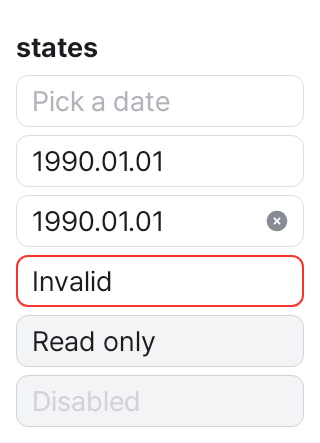 states
Pick a date
1990.01.01
1990.01.01
Invalid
Read only
Disabled